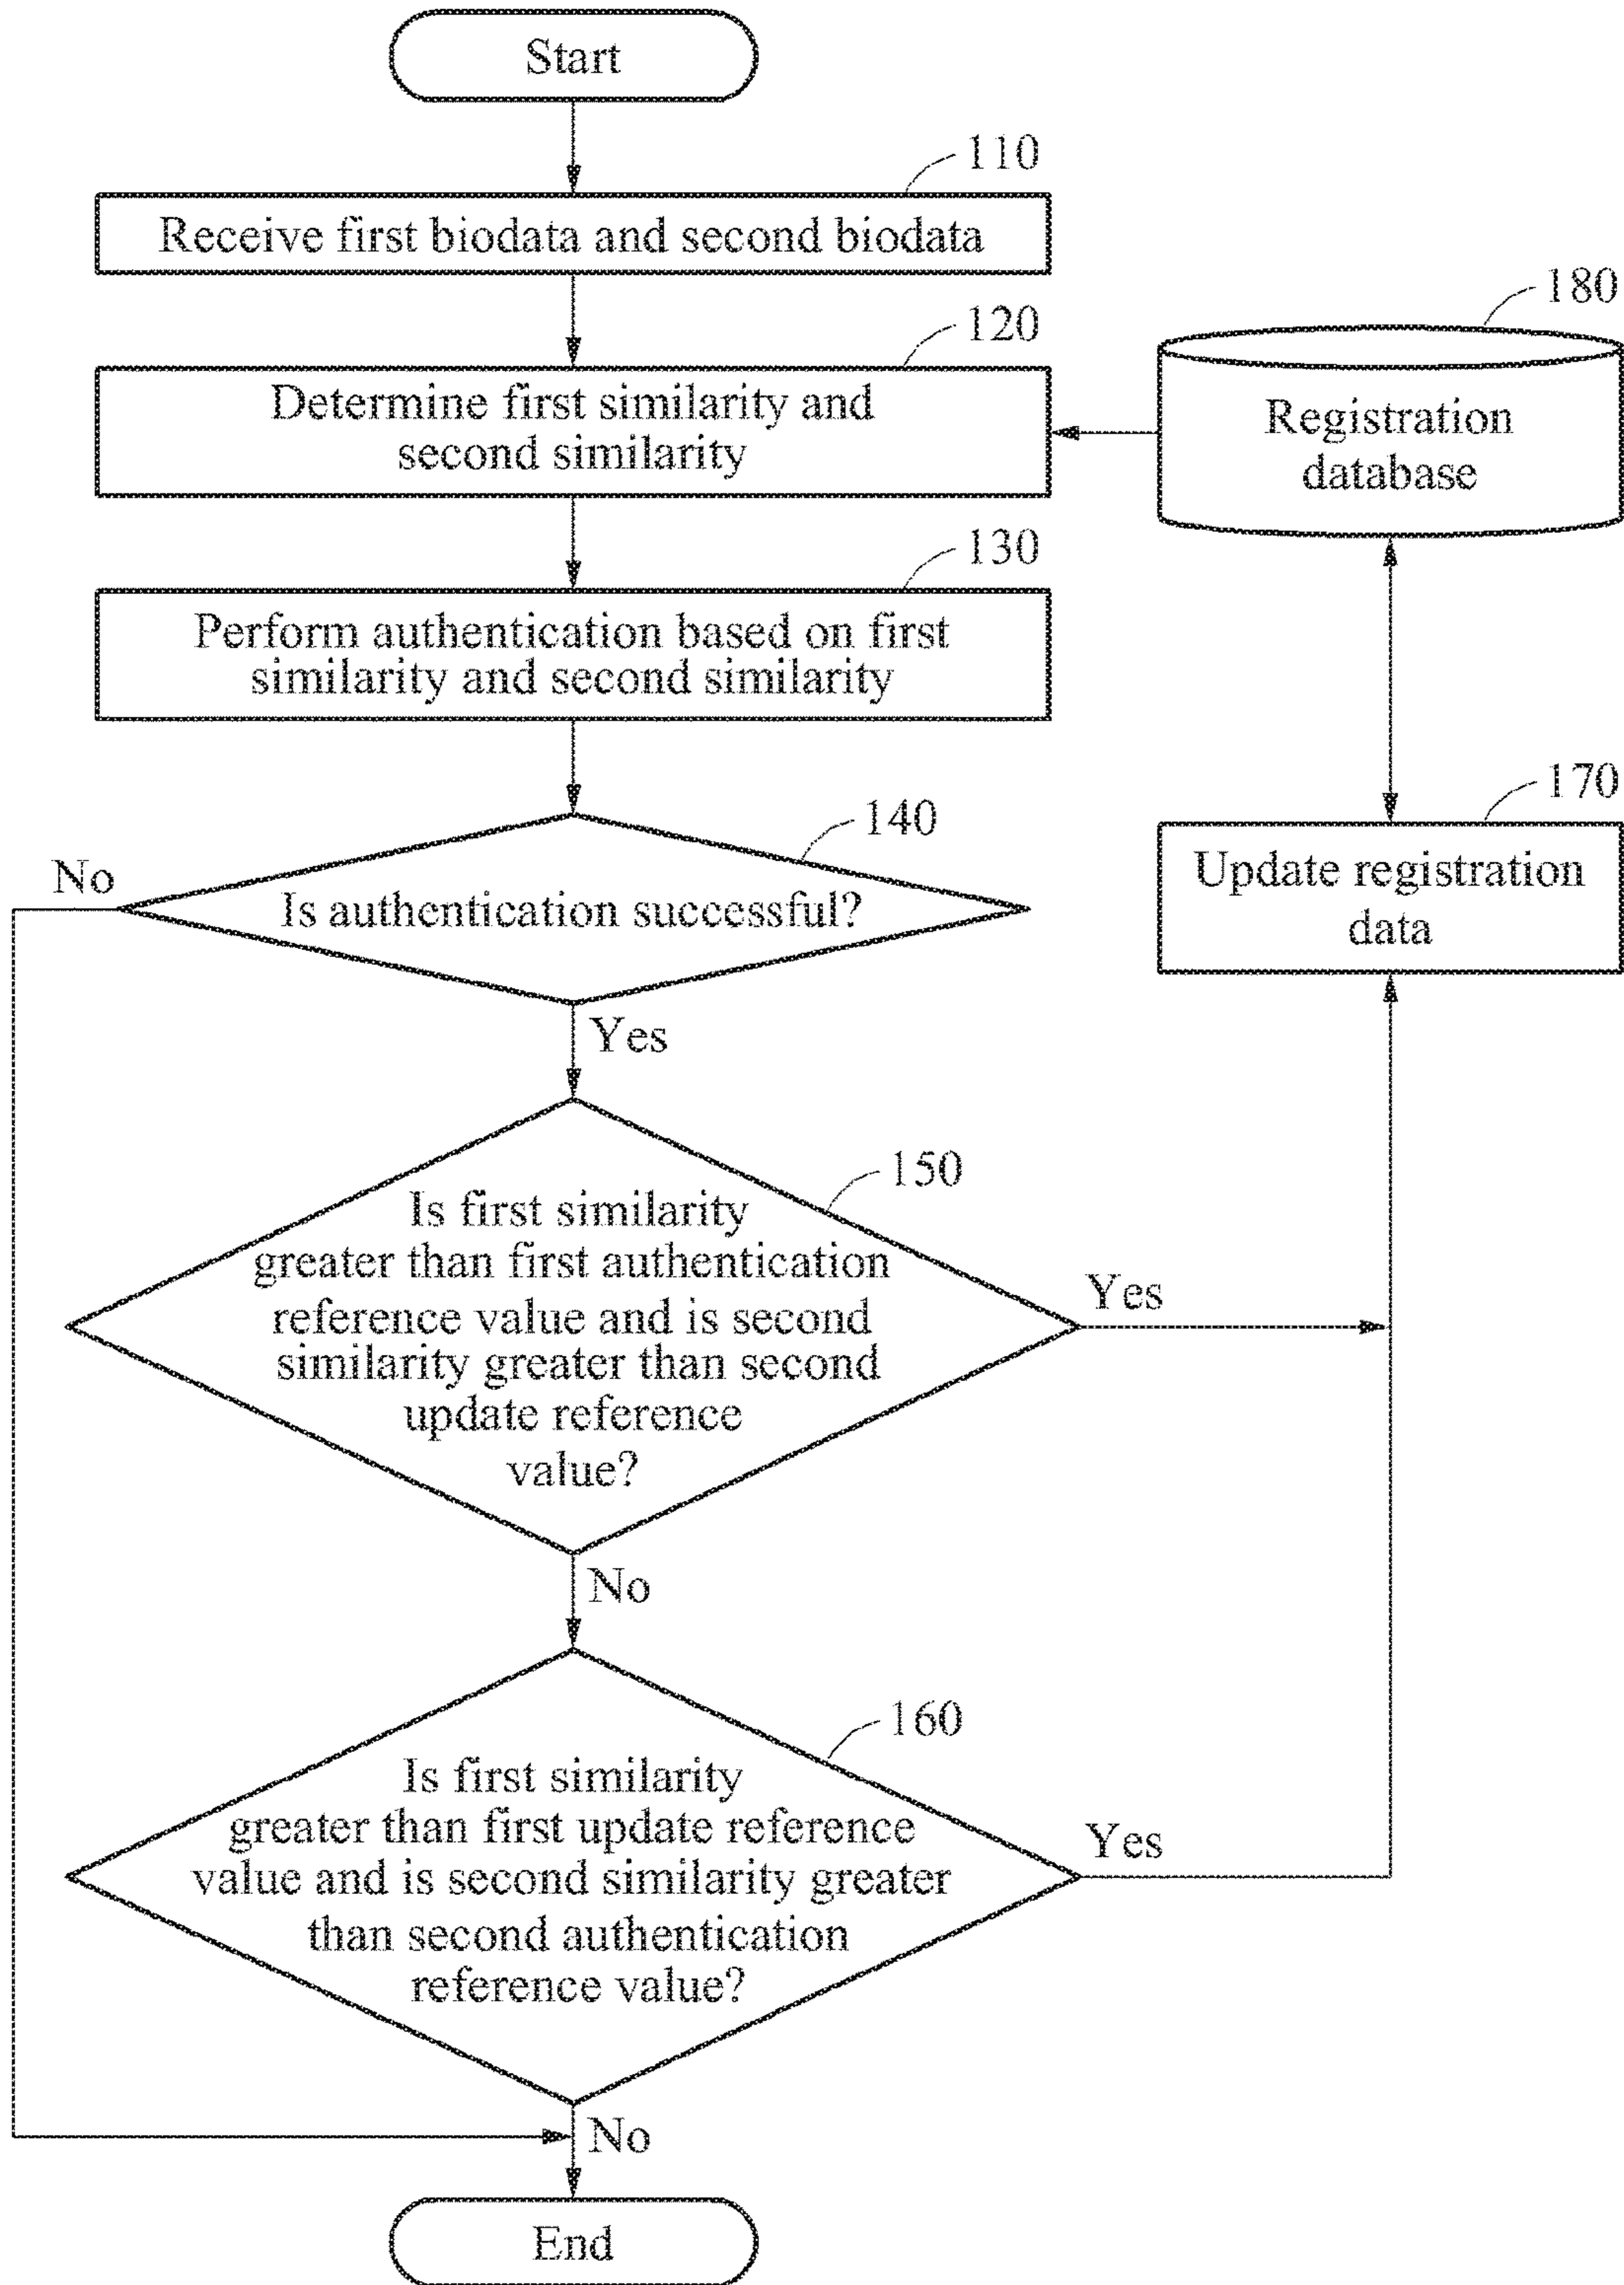 Start
110
Receive first biodata and second biodata
120
Determine first similarity and
second similarity
180
Registration
database
130
Perform authentication based on first
similarity and second similarity
140
No
Is authentication successful?
Yes
170
Update registration
data
150
Is first similarity
greater than first authentication
reference value and is second
similarity greater than second
update reference
value?
Yes
No
160
Is first similarity
greater than first update reference
value and is second similarity greater
than second authentication
reference value?
Yes
No
End